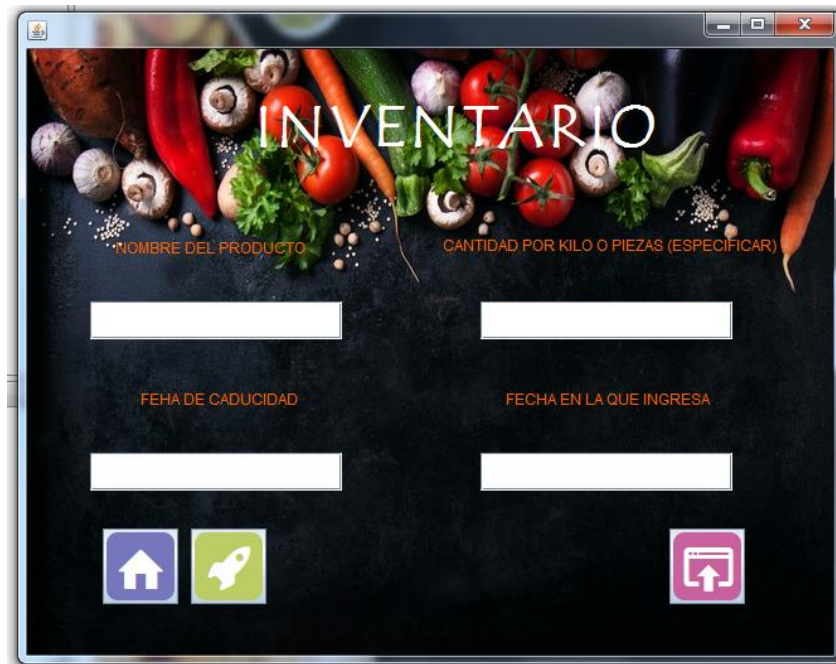 INVENTARIO
NOMBRE DEL PRODUCTO
CANTIDAD POR KILO O PIEZAS (ESPECIFICAR)
FEHA DE CADUCIDAD
FECHA EN LA QUE INGRESA